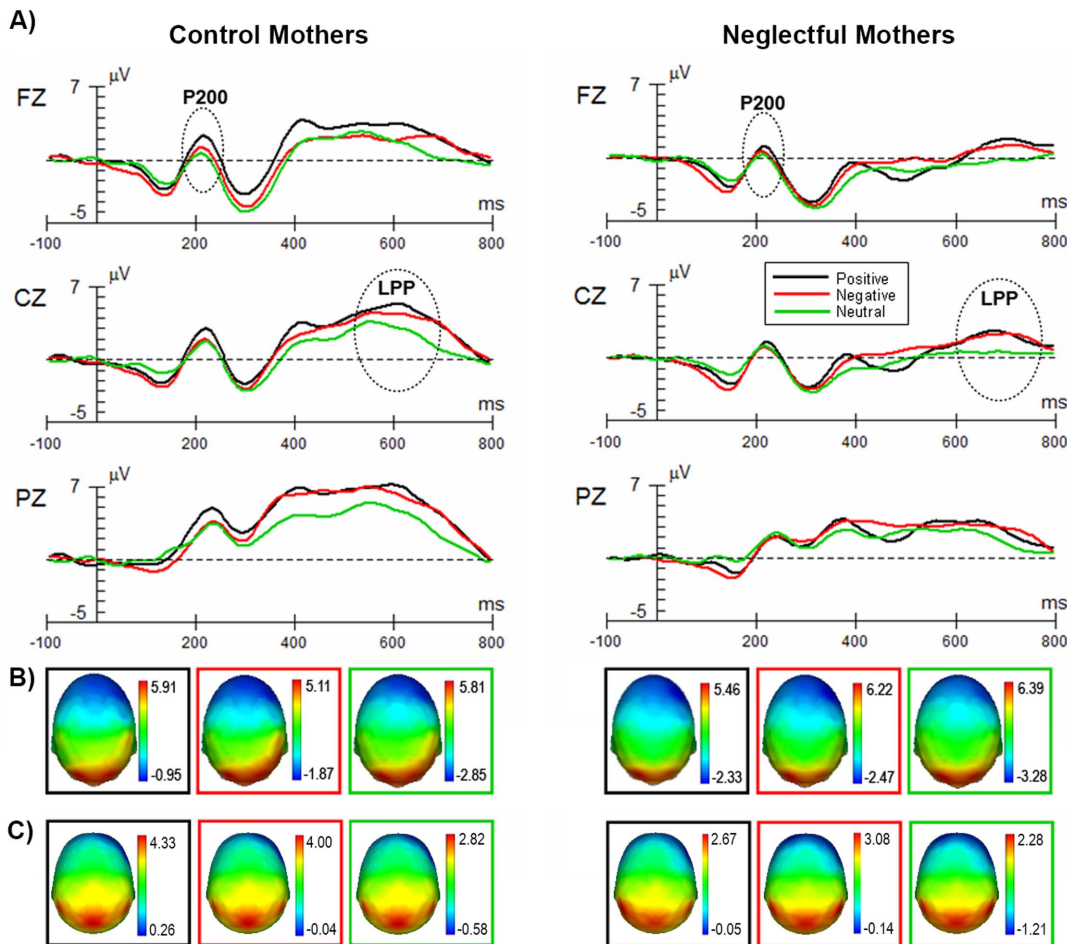 A)
Control Mothers
Neglectful Mothers
FZ
7
µV
P200
-5
ms
-100 200 400 600 800
FZ
7
µV
P200
-5
ms
-100 200 400 600 800
CZ
7
µV
LPP
-5
-100 200 400 600 800
CZ
7
µV
Positive
Negative
Neutral
LPP
-5
-100 200 400 600 800
PZ
7
µV
-5
ms
-100 200 400 600 800
PZ
7
µV
-5
ms
-100 200 400 600 800
B)
5.91
-0.95
5.11
-1.87
5.81
-2.85
5.46
-2.33
6.22
-2.47
6.39
-3.28
C)
4.33
0.26
4.00
-0.04
2.82
-0.58
2.67
-0.05
3.08
-0.14
2.28
-1.21